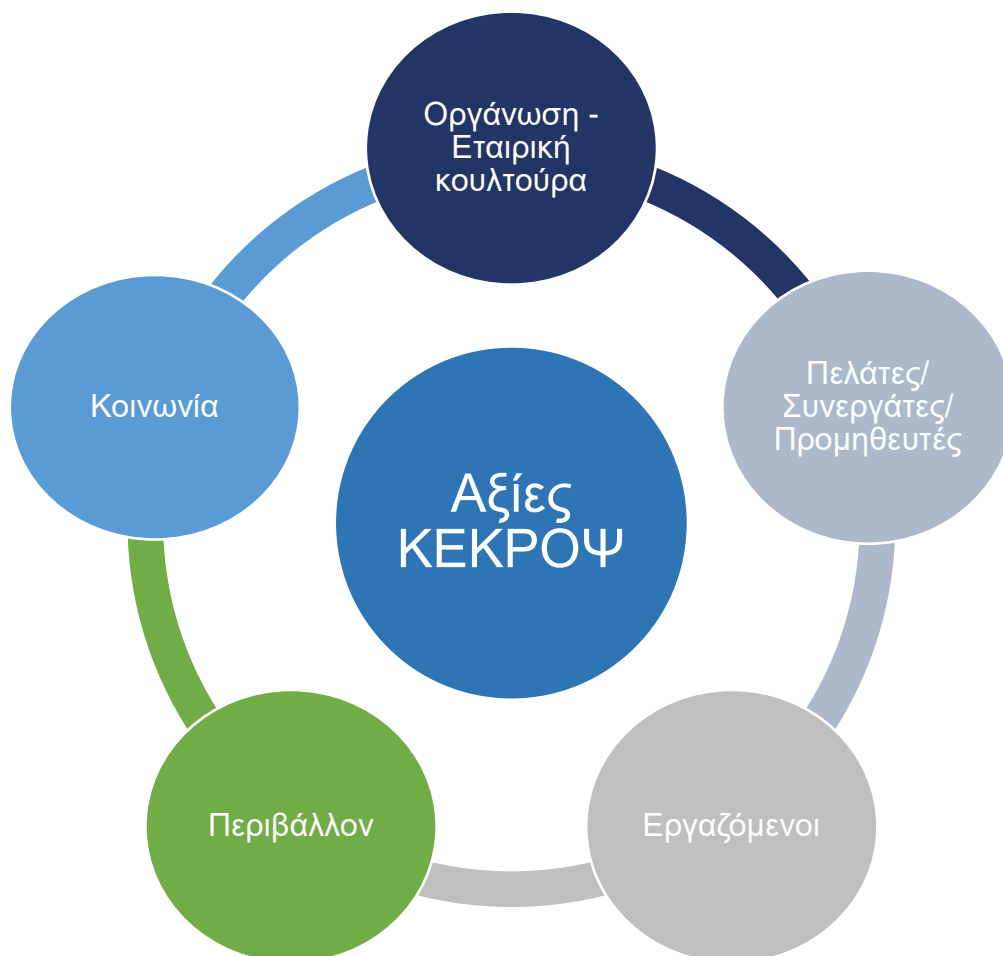 Οργάνωση -
Εταιρική
κουλτούρα
Πελάτες/
Συνεργάτες/
Προμηθευτές
Κοινωνία
Αξίες
ΚΕΚΡΟΨ
Περιβάλλον
Εργαζόμενοι